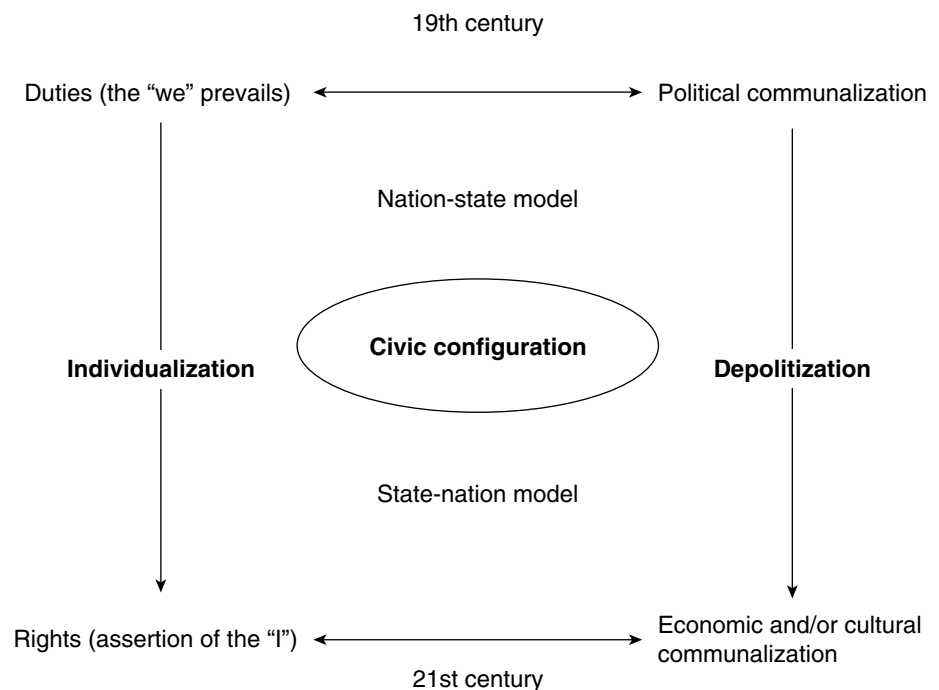 19th century
Duties (the “we” prevails)
Political communalization
Nation-state model
Civic configuration
Individualization
Depolitization
State-nation model
Rights (assertion of the “I”)
Economic and/or cultural
communalization
21st century